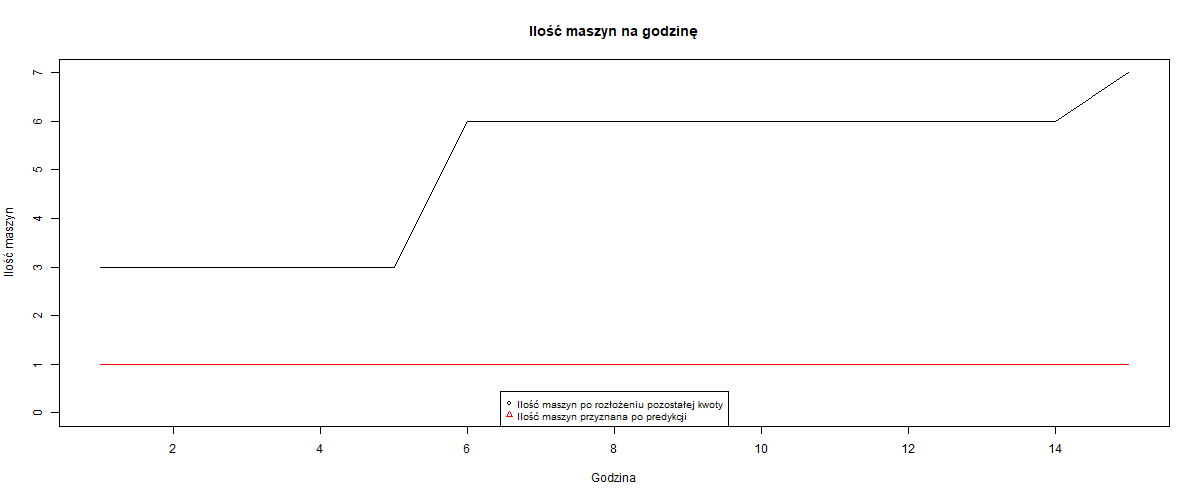 Ilość maszyn na godzinę
Ilość maszyn
7
6
5
4
3
2
1
0
Ilość maszyn po rozłożeniu pozostałej kwoty
Ilość maszyn przyznana po predykcji
2 4 6 8 10 12 14
Godzina